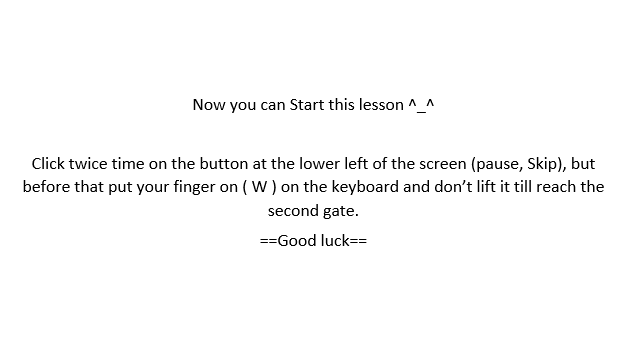 Now you can Start this lesson ^_^
Click twice time on the button at the lower left of the screen (pause, Skip), but
before that put your finger on ( W ) on the keyboard and don’t lift it till reach the
second gate.
==Good luck==